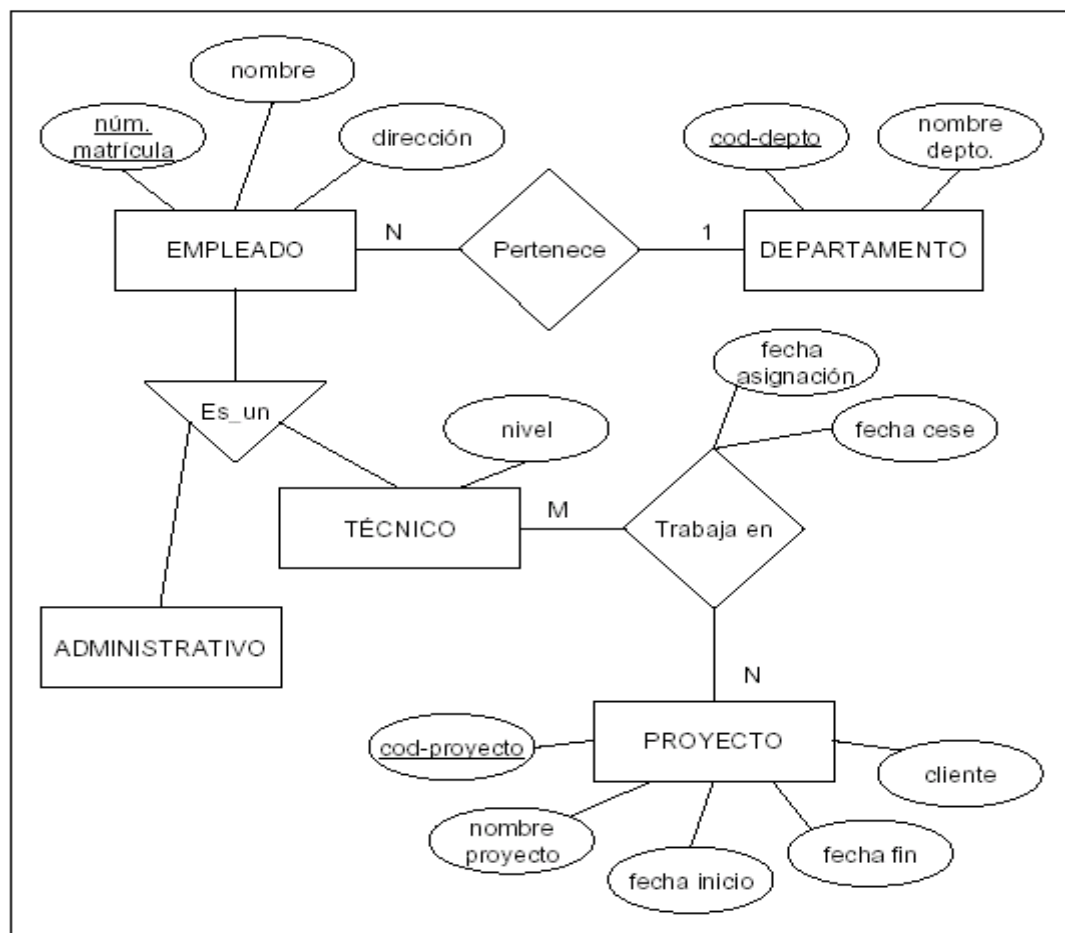 nombre
núm.
matrícula
dirección
cod-depto
nombre
depto.
EMPLEADO
N
Pertenece
1
DEPARTAMENTO
fecha
asignación
Es_un
nivel
fecha cese
TÉCNICO
M
Trabaja en
ADMINISTRATIVO
N
cod-proyecto
PROYECTO
cliente
nombre
proyecto
fecha inicio
fecha fin